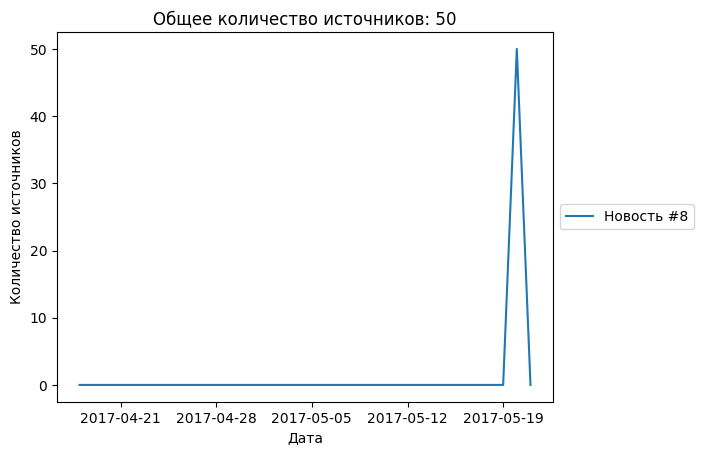 Общее количество источников: 50
Количество источников
50
40
30
20
10
0
2017-04-21 2017-04-28 2017-05-05 2017-05-12 2017-05-19
Дата
Новость #8